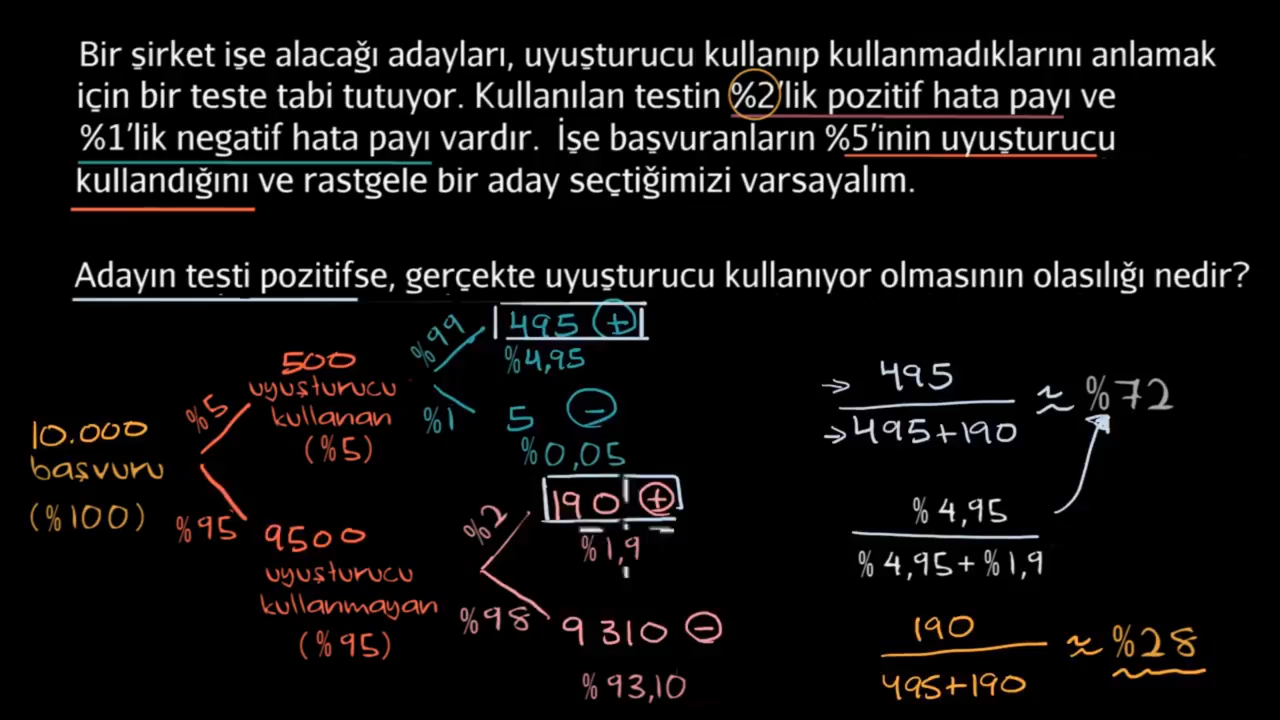 Bir şirket işe alacağı adayları, uyuşturucu kullanıp kullanmadıklarını anlamak
için bir teste tabi tutuyor. Kullanılan testin %2'lik pozitif hata payı ve
%1'lik negatif hata payı vardır. İşe başvuranların %5'inin uyuşturucu
kullandığını ve rastgele bir aday seçtiğimizi varsayalım.
Adayın testi pozitifse, gerçekte uyuşturucu kullanıyor olmasının olasılığı nedir?
10.000
başvuru
(%100)
%5
500
uyuşturucu
kullanan
(%5)
%99
495 +
%4,95
%1
5 −
%0,05
%95
9500
uyuşturucu
kullanmayan
(%95)
%2
190 +
%1,9
%98
9310 −
%93,10
→ 495
→ 495+190
≈ %72
%4,95
%4,95+%1,9
190
495+190
≈ %28